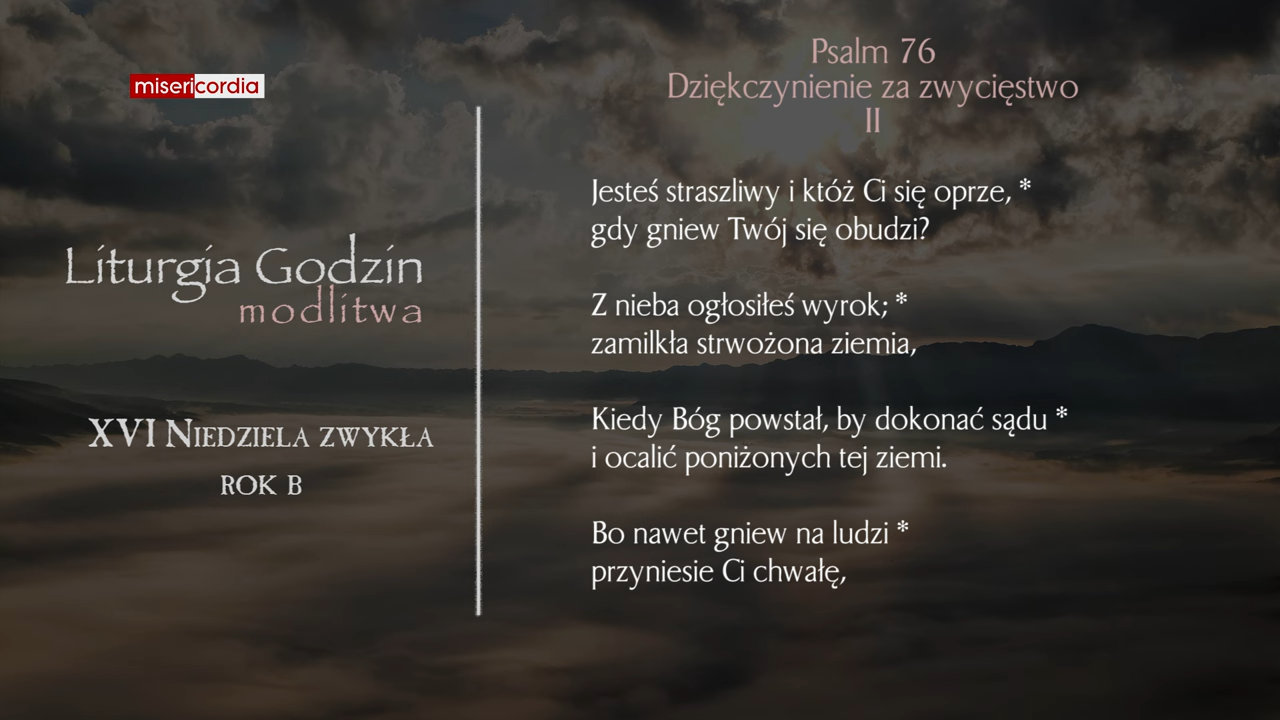 misericordia
Liturgia Godzin
modlitwa
XVI Niedziela zwykła
rok B
Psalm 76
Dziękczynienie za zwycięstwo
II
Jesteś straszliwy i któż Ci się oprze, *
gdy gniew Twój się obudzi?
Z nieba ogłosiłeś wyrok; *
zamilkła strwożona ziemia,
Kiedy Bóg powstał, by dokonać sądu *
i ocalić poniżonych tej ziemi.
Bo nawet gniew na ludzi *
przyniesie Ci chwałę,